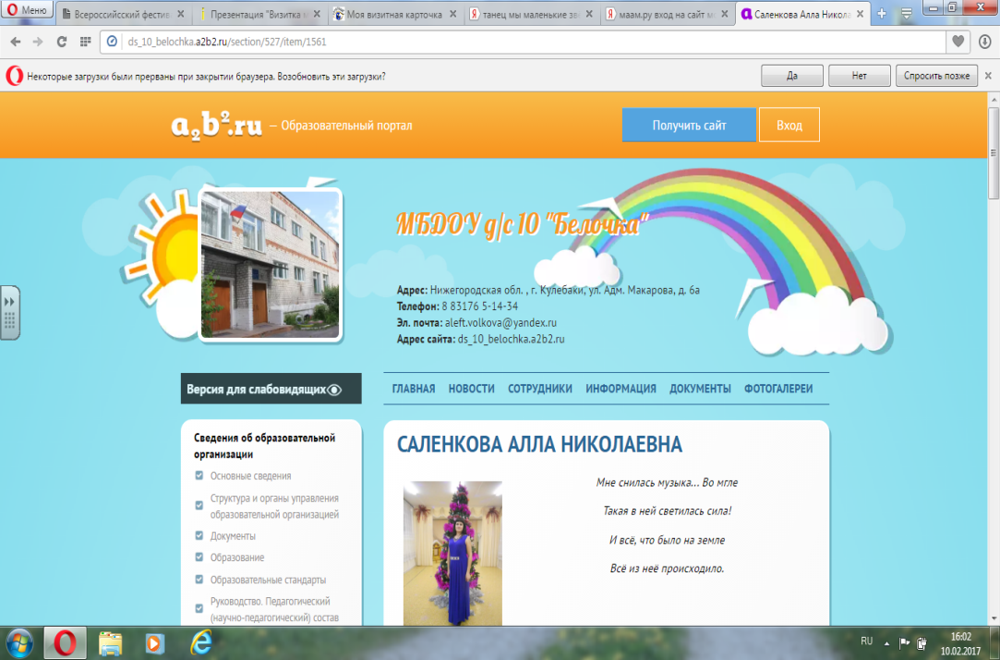 Меню
Всероссийсский фестив
Презентация "Визитка
Моя визитная карточка
танец мы маленькие зв
маам.ру вход на сайт м
Саленкова Алла Никола
ds_10_belochka.a2b2.ru/section/527/item/1561
Некоторые загрузки были прерваны при закрытии браузера. Возобновить эти загрузки?
Да
Нет
Спросить позже
a2b2.ru — Образовательный портал
Получить сайт
Вход
МБДОУ д/с 10 "Белочка"
Адрес: Нижегородская обл. , г. Кулебаки, ул. Адм. Макарова, д. 6а
Телефон: 8 83176 5-14-34
Эл. почта: aleft.volkova@yandex.ru
Адрес сайта: ds_10_belochka.a2b2.ru
Версия для слабовидящих
ГЛАВНАЯ НОВОСТИ СОТРУДНИКИ ИНФОРМАЦИЯ ДОКУМЕНТЫ ФОТОГАЛЕРЕИ
Сведения об образовательной
организации
Основные сведения
Структура и органы управления
образовательной организацией
Документы
Образование
Образовательные стандарты
Руководство. Педагогический
(научно-педагогический) состав
САЛЕНКОВА АЛЛА НИКОЛАЕВНА
Мне снилась музыка... Во мгле
Такая в ней светилась сила!
И всё, что было на земле
Всё из неё происходило.
RU
16:02
10.02.2017